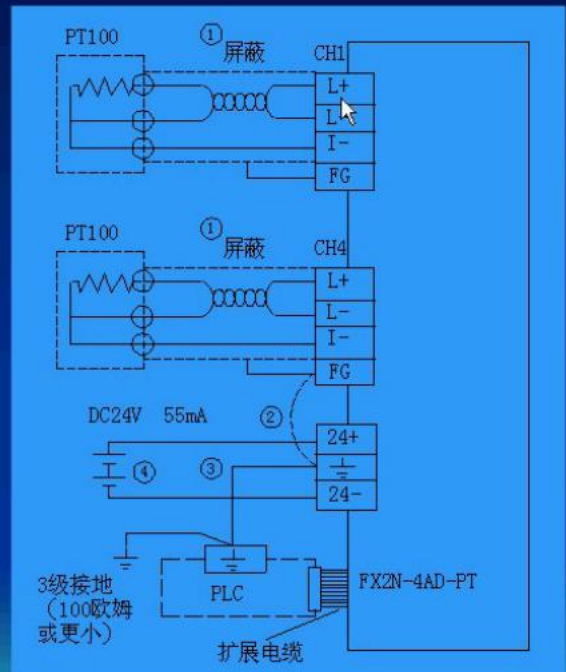 PT100
①
屏蔽
CH1
L+
L-
I-
FG
PT100
①
屏蔽
CH4
L+
L-
I-
FG
DC24V 55mA
②
24+
④
③
24-
3级接地
(100欧姆
或更小)
PLC
FX2N-4AD-PT
扩展电缆